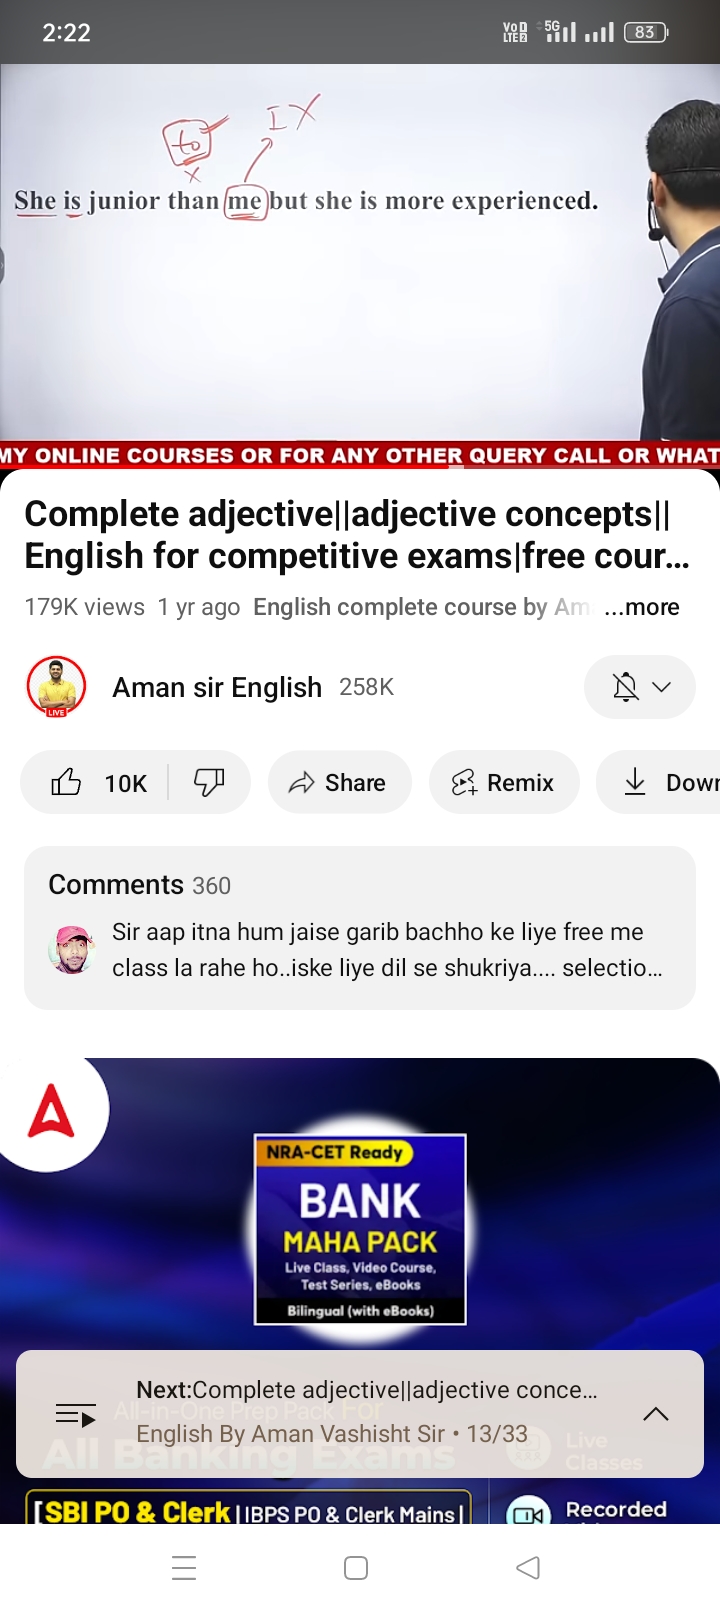 2:22
Vo LTE 2 5G 83
to I X
x
She is junior than me but she is more experienced.
MY ONLINE COURSES OR FOR ANY OTHER QUERY CALL OR WHAT
Complete adjective||adjective concepts||
English for competitive exams|free cour...
179K views 1 yr ago English complete course by Am ...more
LIVE
Aman sir English 258K
10K Share Remix Down
Comments 360
Sir aap itna hum jaise garib bachho ke liye free me
class la rahe ho..iske liye dil se shukriya.... selectio...
NRA-CET Ready
BANK
MAHA PACK
Live Class, Video Course,
Test Series, eBooks
Bilingual (with eBooks)
Next:Complete adjective||adjective conce...
All-in-One Prep Pack For
English By Aman Vashisht Sir • 13/33
All Banking Exams
Live
Classes
[SBI PO & Clerk | IBPS PO & Clerk Mains |
Recorded